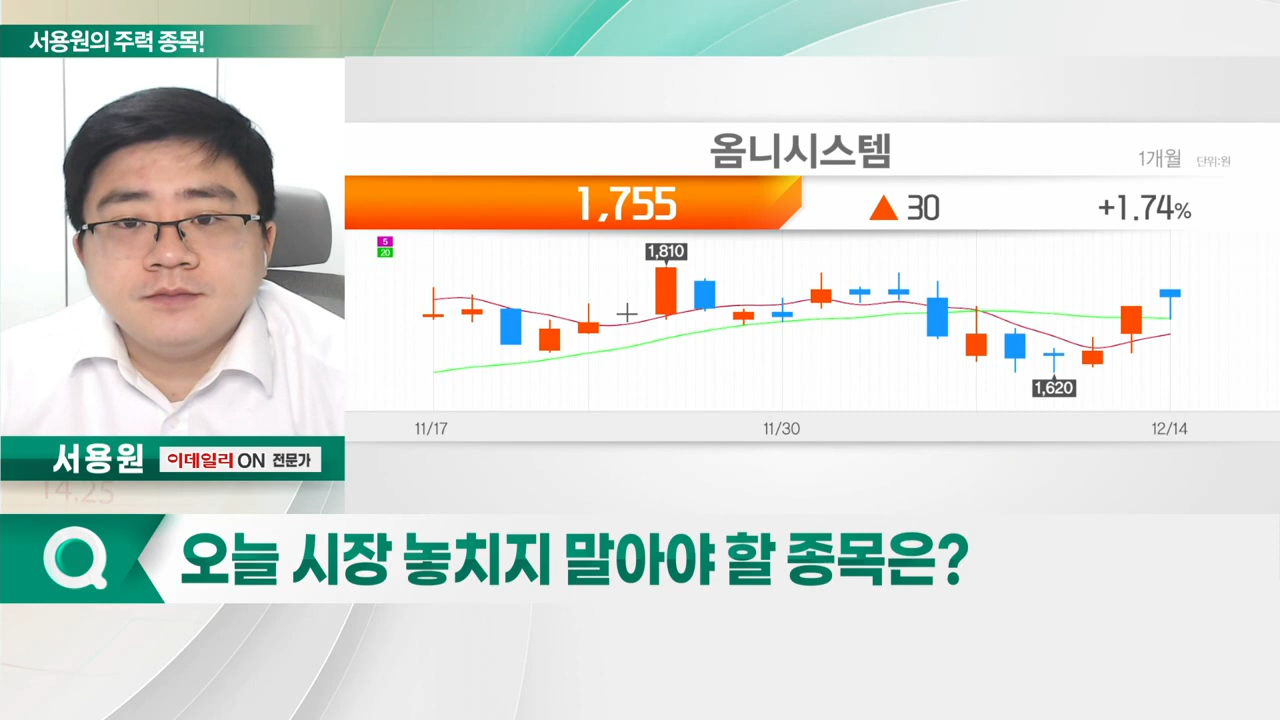 서용원의 주력 종목!
옴니시스템
1개월 단위:원
1,755 ▲ 30 +1.74%
5
20
1,810
1,620
11/17 11/30 12/14
서용원 이데일리 ON 전문가
14.25
Q 오늘 시장 놓치지 말아야 할 종목은?